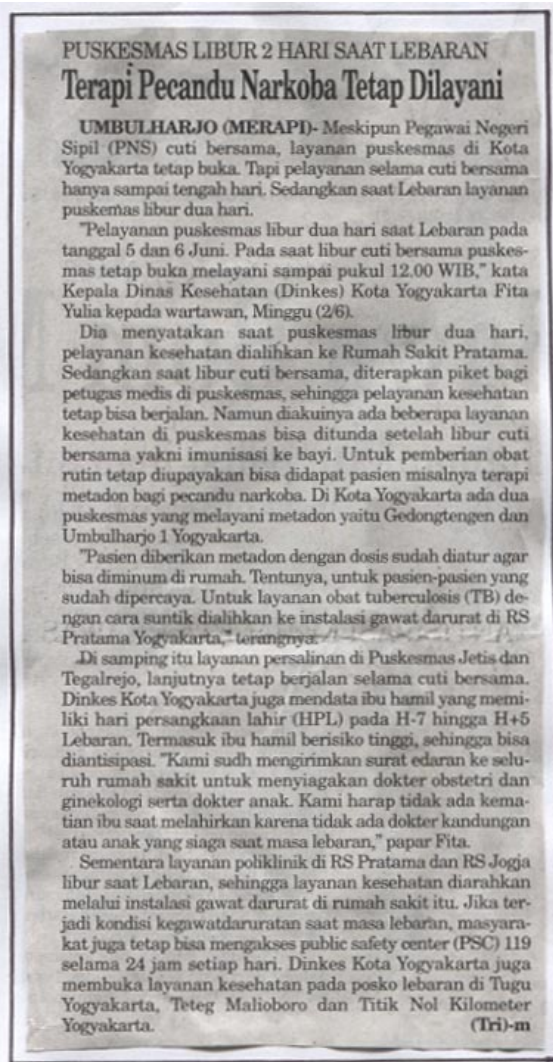 PUSKESMAS LIBUR 2 HARI SAAT LEBARAN
Terapi Pecandu Narkoba Tetap Dilayani
UMBULHARJO (MERAPI)- Meskipun Pegawai Negeri
Sipil (PNS) cuti bersama, layanan puskesmas di Kota
Yogyakarta tetap buka. Tapi pelayanan selama cuti bersama
hanya sampai tengah hari. Sedangkan saat Lebaran layanan
puskemas libur dua hari.
"Pelayanan puskesmas libur dua hari saat Lebaran pada
tanggal 5 dan 6 Juni. Pada saat libur cuti bersama puskes-
mas tetap buka melayani sampai pukul 12.00 WIB," kata
Kepala Dinas Kesehatan (Dinkes) Kota Yogyakarta Fita
Yulia kepada wartawan, Minggu (2/6).
Dia menyatakan saat puskesmas libur dua hari,
pelayanan kesehatan dialihkan ke Rumah Sakit Pratama.
Sedangkan saat libur cuti bersama, diterapkan piket bagi
petugas medis di puskesmas, sehingga pelayanan kesehatan
tetap bisa berjalan. Namun diakuinya ada beberapa layanan
kesehatan di puskesmas bisa ditunda setelah libur cuti
bersama yakni imunisasi ke bayi. Untuk pemberian obat
rutin tetap diupayakan bisa didapat pasien misalnya terapi
metadon bagi pecandu narkoba. Di Kota Yogyakarta ada dua
puskesmas yang melayani metadon yaitu Gedongtengen dan
Umbulharjo 1 Yogyakarta.
"Pasien diberikan metadon dengan dosis sudah diatur agar
bisa diminum di rumah. Tentunya, untuk pasien-pasien yang
sudah dipercaya. Untuk layanan obat tuberculosis (TB) de-
ngan cara suntik dialihkan ke instalasi gawat darurat di RS
Pratama Yogyakarta," terangnya.
Di samping itu layanan persalinan di Puskesmas Jetis dan
Tegalrejo, lanjutnya tetap berjalan selama cuti bersama.
Dinkes Kota Yogyakarta juga mendata ibu hamil yang memi-
liki hari persangkaan lahir (HPL) pada H-7 hingga H+5
Lebaran. Termasuk ibu hamil berisiko tinggi, sehingga bisa
diantisipasi. "Kami sudh mengirimkan surat edaran ke selu-
ruh rumah sakit untuk menyiagakan dokter obstetri dan
ginekologi serta dokter anak. Kami harap tidak ada kema-
tian ibu saat melahirkan karena tidak ada dokter kandungan
atau anak yang siaga saat masa lebaran," papar Fita.
Sementara layanan poliklinik di RS Pratama dan RS Jogja
libur saat Lebaran, sehingga layanan kesehatan diarahkan
melalui instalasi gawat darurat di rumah sakit itu. Jika ter-
jadi kondisi kegawatdaruratan saat masa lebaran, masyara-
kat juga tetap bisa mengakses public safety center (PSC) 119
selama 24 jam setiap hari. Dinkes Kota Yogyakarta juga
membuka layanan kesehatan pada posko lebaran di Tugu
Yogyakarta, Teteg Malioboro dan Titik Nol Kilometer
Yogyakarta. (Tri)-m